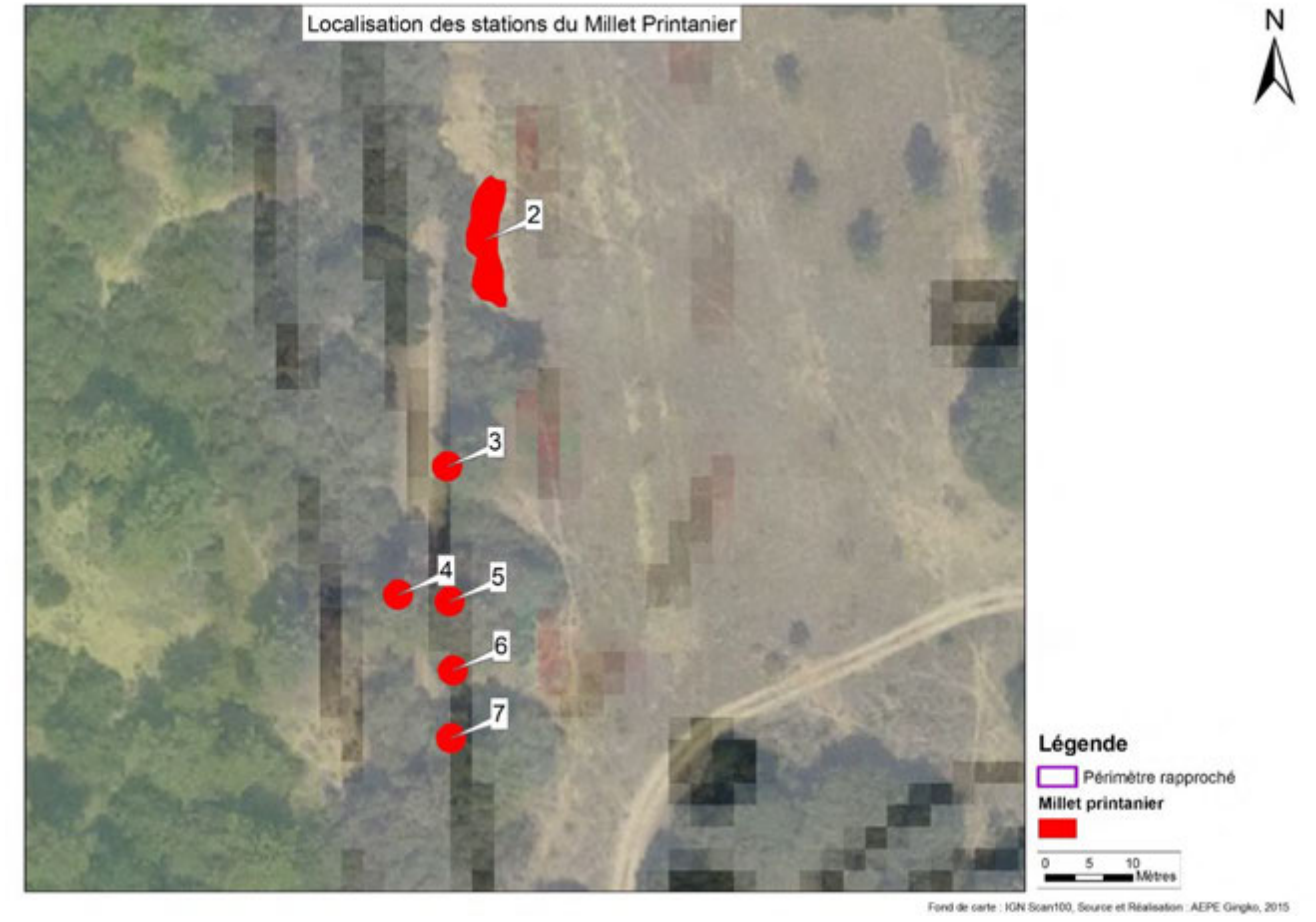 Localisation des stations du Millet Printanier
N
2
3
4
5
6
7
Légende
Périmètre rapproché
Millet printanier
0 5 10
Mètres
Fond de carte : IGN Scan100, Source et Réalisation : AEPE Gingko, 2015